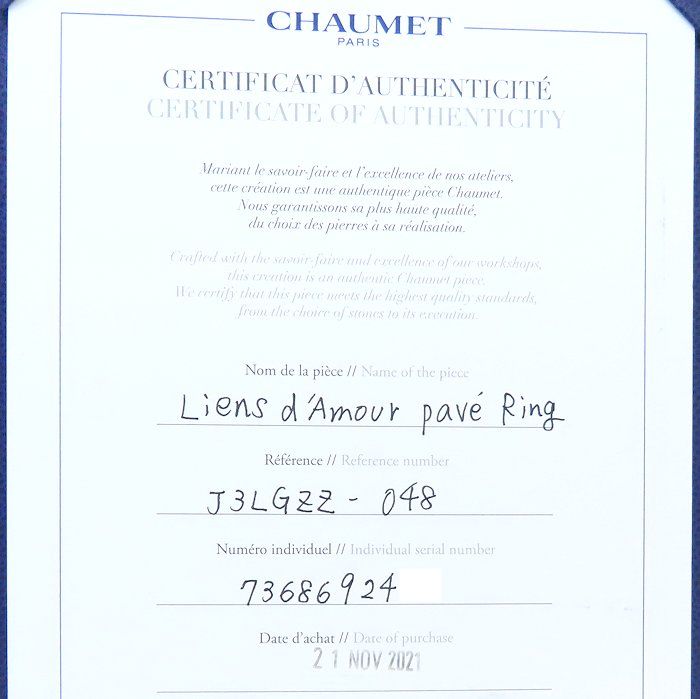 CHAUMET
PARIS
CERTIFICAT D'AUTHENTICITÉ
CERTIFICATE OF AUTHENTICITY
Mariant le savoir-faire et l'excellence de nos ateliers,
cette création est une authentique pièce Chaumet.
Nous garantissons sa plus haute qualité,
du choix des pierres à sa réalisation.
Crafted with the savoir-faire and excellence of our workshops,
this creation is an authentic Chaumet piece.
We certify that this piece meets the highest quality standards,
from the choice of stones to its execution.
Nom de la pièce // Name of the piece
Liens d'Amour pavé Ring
Référence // Reference number
J3LGZZ - 048
Numéro individuel // Individual serial number
73686924
Date d'achat // Date of purchase
21 NOV 2021